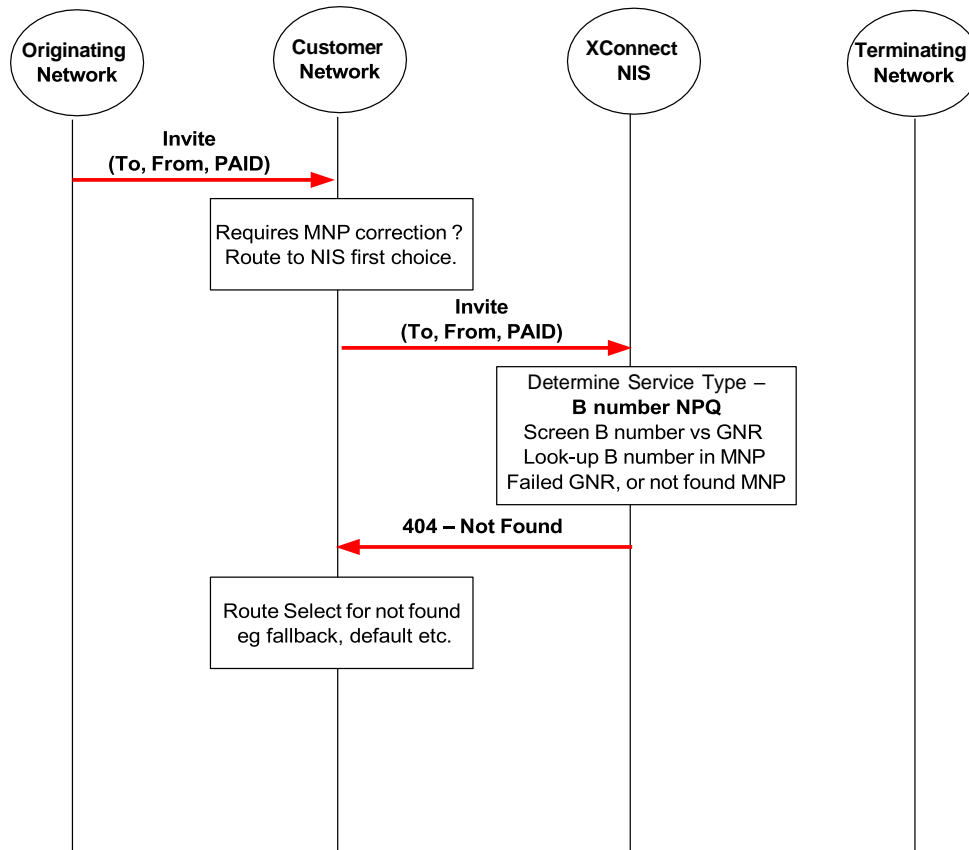 Originating
Network
Customer
Network
XConnect
NIS
Terminating
Network
Invite
(To, From, PAID)
Requires MNP correction ?
Route to NIS first choice.
Invite
(To, From, PAID)
Determine Service Type –
B number NPQ
Screen B number vs GNR
Look-up B number in MNP
Failed GNR, or not found MNP
404 – Not Found
Route Select for not found
eg fallback, default etc.